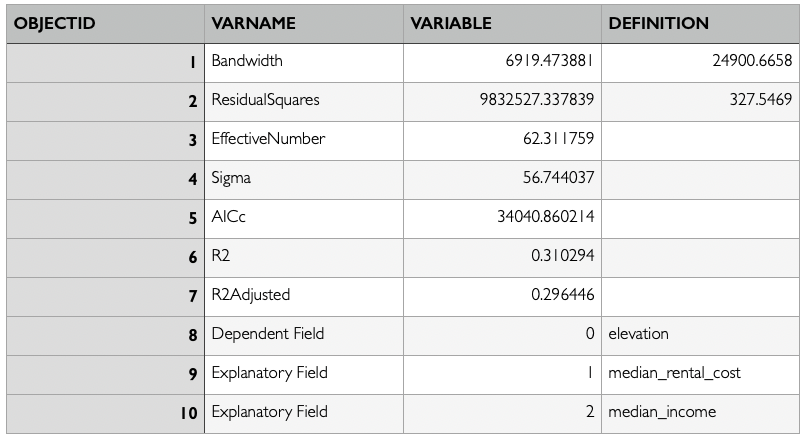 OBJECTID VARNAME VARIABLE DEFINITION
1 Bandwidth 6919.473881 24900.6658
2 ResidualSquares 9832527.337839 327.5469
3 EffectiveNumber 62.311759
4 Sigma 56.744037
5 AICc 34040.860214
6 R2 0.310294
7 R2Adjusted 0.296446
8 Dependent Field 0 elevation
9 Explanatory Field 1 median_rental_cost
10 Explanatory Field 2 median_income